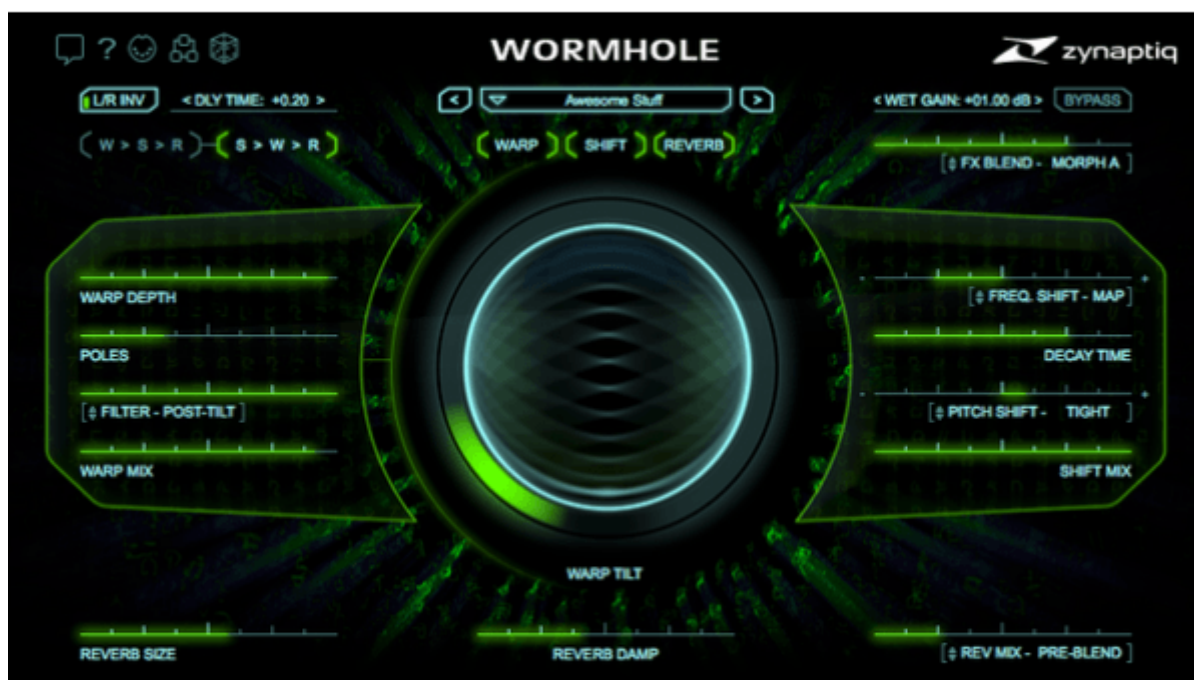 ? WORMHOLE zynaptiq
L/R INV < DLY TIME: +0.20 > < Awesome Stuff > < WET GAIN: +01.00 dB > BYPASS
W > S > R S > W > R WARP SHIFT REVERB
FX BLEND - MORPH A
WARP DEPTH - + FREQ. SHIFT - MAP
POLES DECAY TIME
FILTER - POST-TILT - + PITCH SHIFT - TIGHT
WARP MIX SHIFT MIX
WARP TILT
REVERB SIZE REVERB DAMP REV MIX - PRE-BLEND